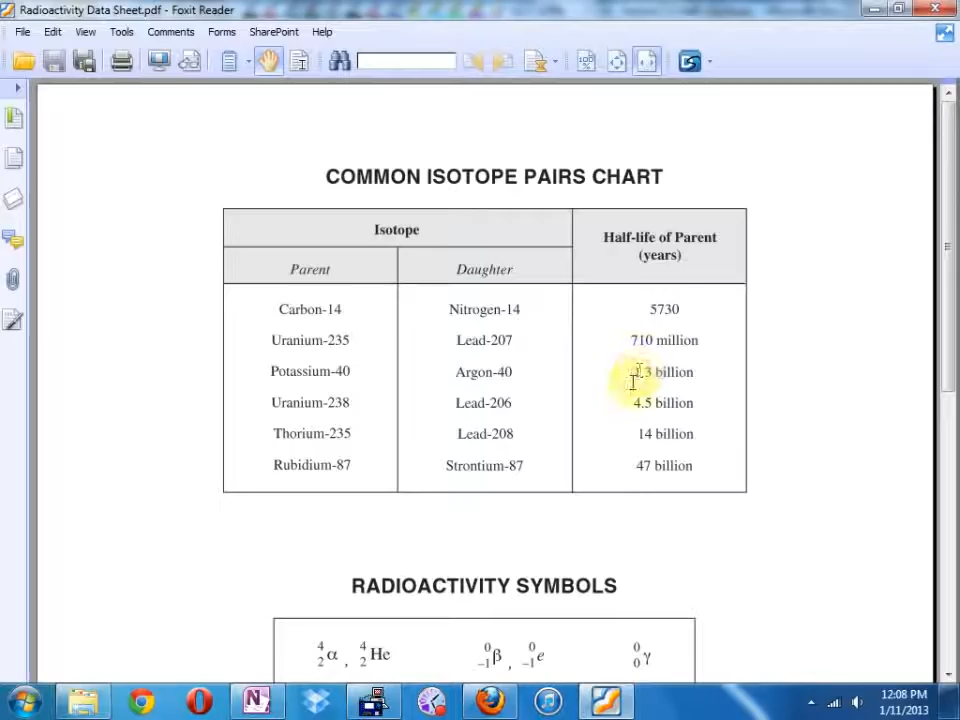 Radioactivity Data Sheet.pdf - Foxit Reader
File Edit View Tools Comments Forms SharePoint Help
COMMON ISOTOPE PAIRS CHART
Isotope
Half-life of Parent
(years)
Parent Daughter
Carbon-14 Nitrogen-14 5730
Uranium-235 Lead-207 710 million
Potassium-40 Argon-40 1.3 billion
Uranium-238 Lead-206 4.5 billion
Thorium-235 Lead-208 14 billion
Rubidium-87 Strontium-87 47 billion
RADIOACTIVITY SYMBOLS
⁴₂α , ⁴₂He ⁰₋₁β , ⁰₋₁e ⁰₀γ
12:08 PM
1/11/2013